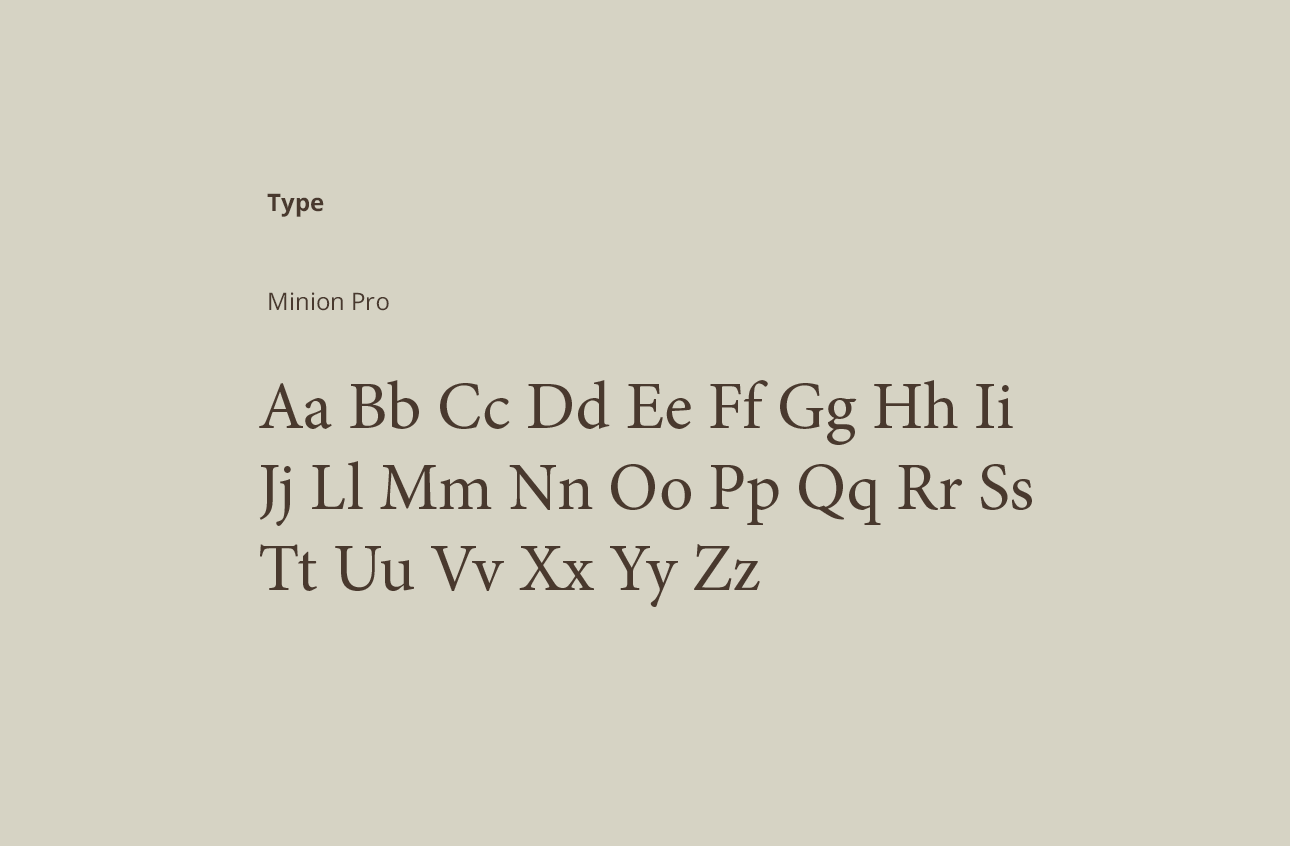 Type
Minion Pro
Aa Bb Cc Dd Ee Ff Gg Hh Ii
Jj Ll Mm Nn Oo Pp Qq Rr Ss
Tt Uu Vv Xx Yy Zz